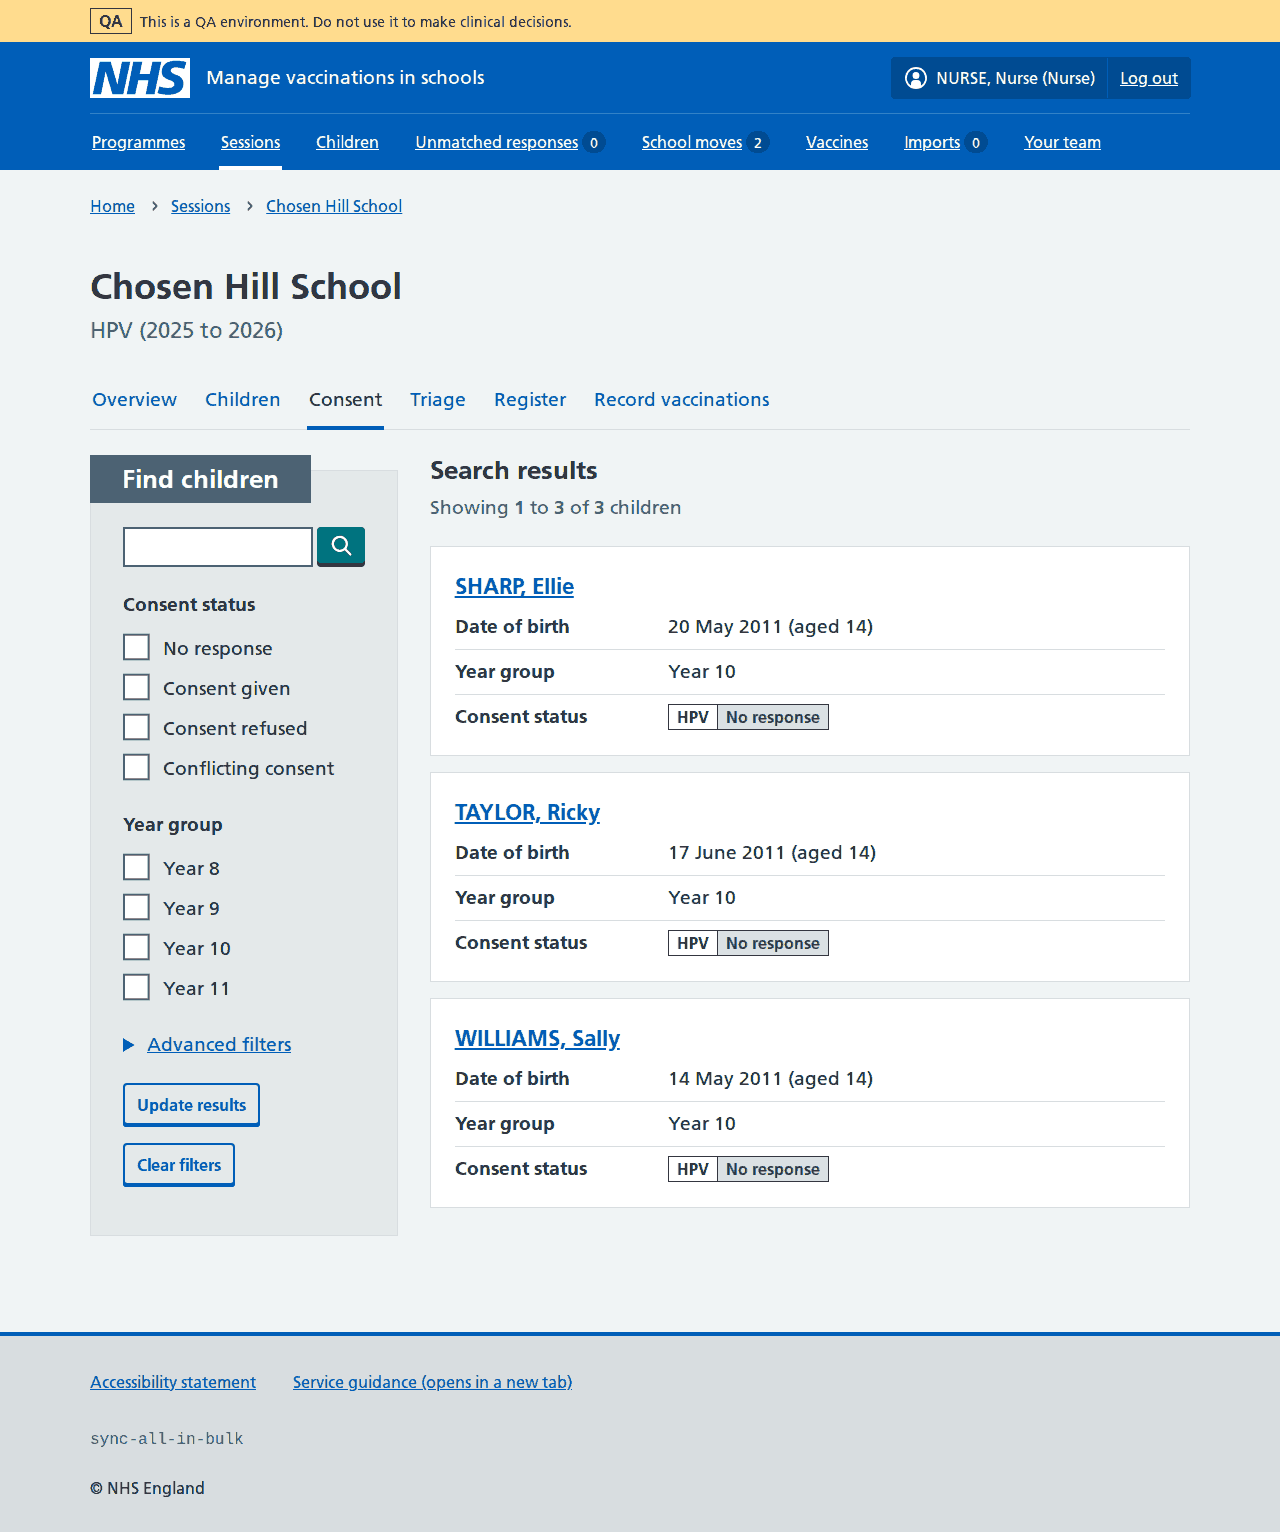 QA This is a QA environment. Do not use it to make clinical decisions.
NHS Manage vaccinations in schools NURSE, Nurse (Nurse) Log out
Programmes Sessions Children Unmatched responses 0 School moves 2 Vaccines Imports 0 Your team
Home Sessions Chosen Hill School
Chosen Hill School
HPV (2025 to 2026)
Overview Children Consent Triage Register Record vaccinations
Find children
Consent status
No response
Consent given
Consent refused
Conflicting consent
Year group
Year 8
Year 9
Year 10
Year 11
Advanced filters
Update results
Clear filters
Search results
Showing 1 to 3 of 3 children
SHARP, Ellie
Date of birth 20 May 2011 (aged 14)
Year group Year 10
Consent status HPV No response
TAYLOR, Ricky
Date of birth 17 June 2011 (aged 14)
Year group Year 10
Consent status HPV No response
WILLIAMS, Sally
Date of birth 14 May 2011 (aged 14)
Year group Year 10
Consent status HPV No response
Accessibility statement Service guidance (opens in a new tab)
sync-all-in-bulk
© NHS England